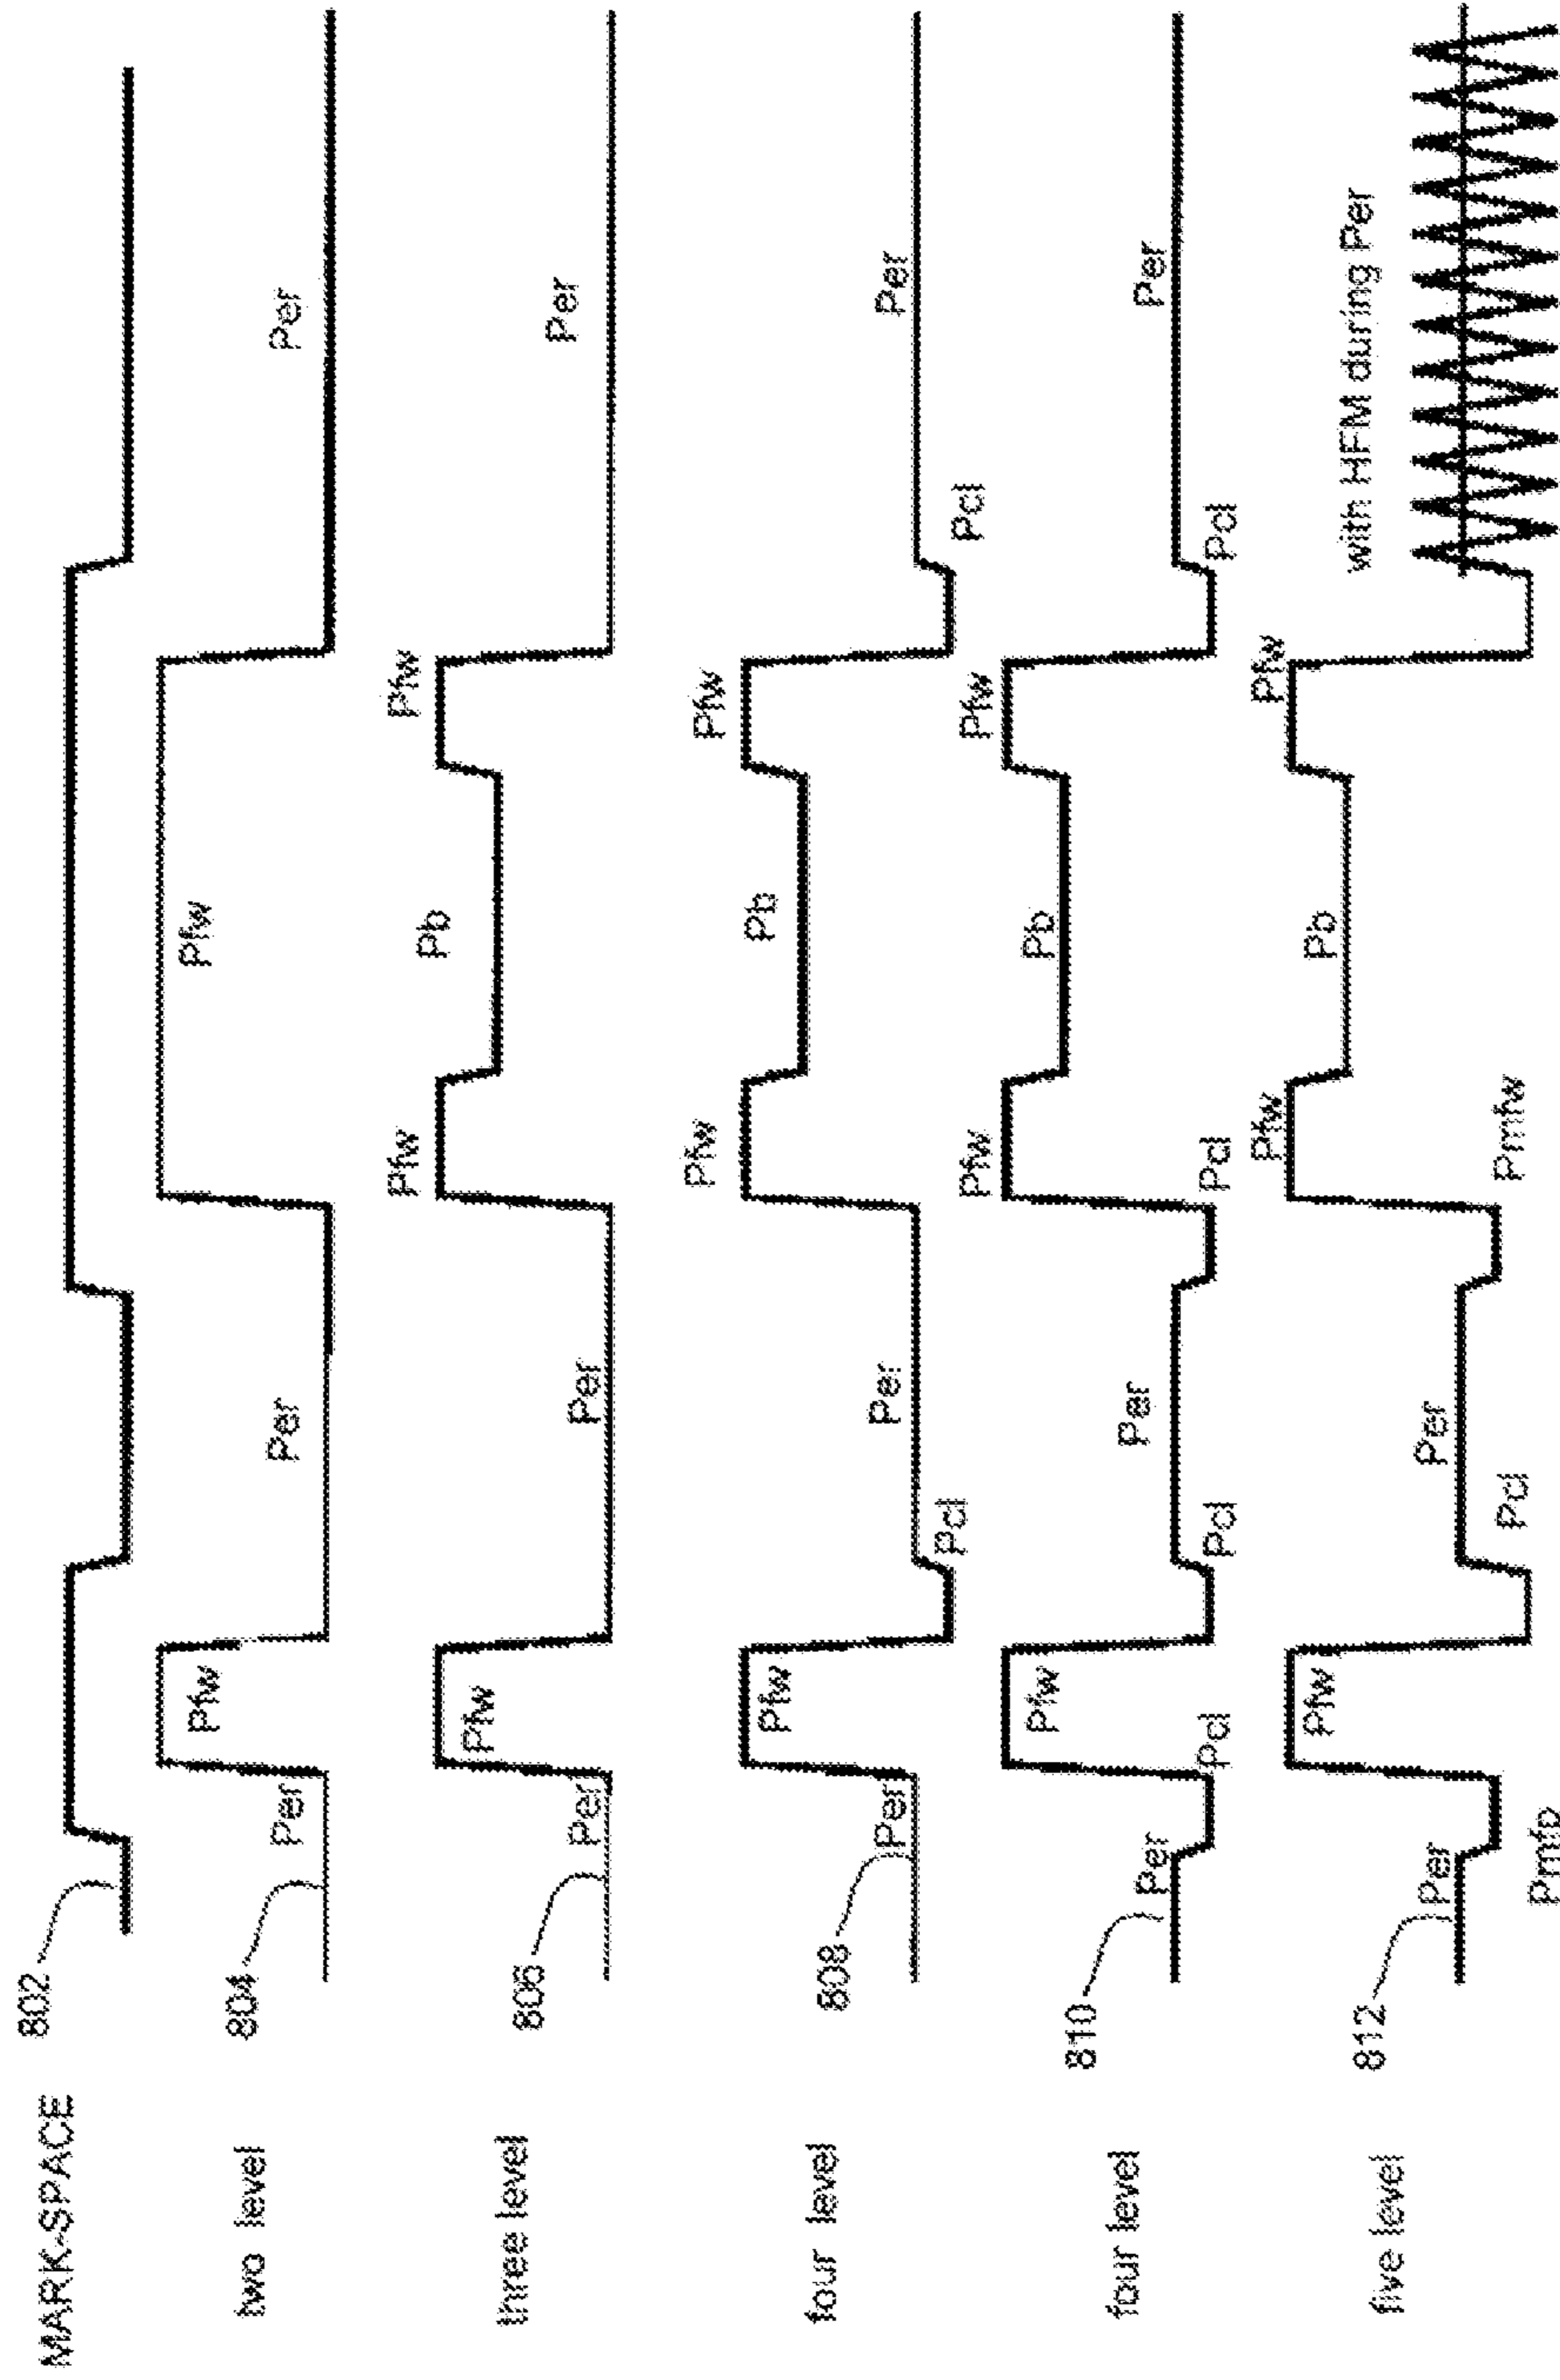 MARK-SPACE
802
two level
804
Per
Pfw
Per
Pfw
Per
three level
806
Per
Pfw
Per
Pfw
Pb
Pfw
Per
four level
808
Per
Pfw
Pcl
Per
Pfw
Pb
Pfw
Pcl
Per
four level
810
Per
Pcl
Pfw
Pcl
Per
Pcl
Pfw
Pb
Pfw
Pcl
Per
five level
812
Per
Pmfp
Pfw
Pcl
Per
Pmfw
Pfw
Pb
Pfw
with HFM during Per